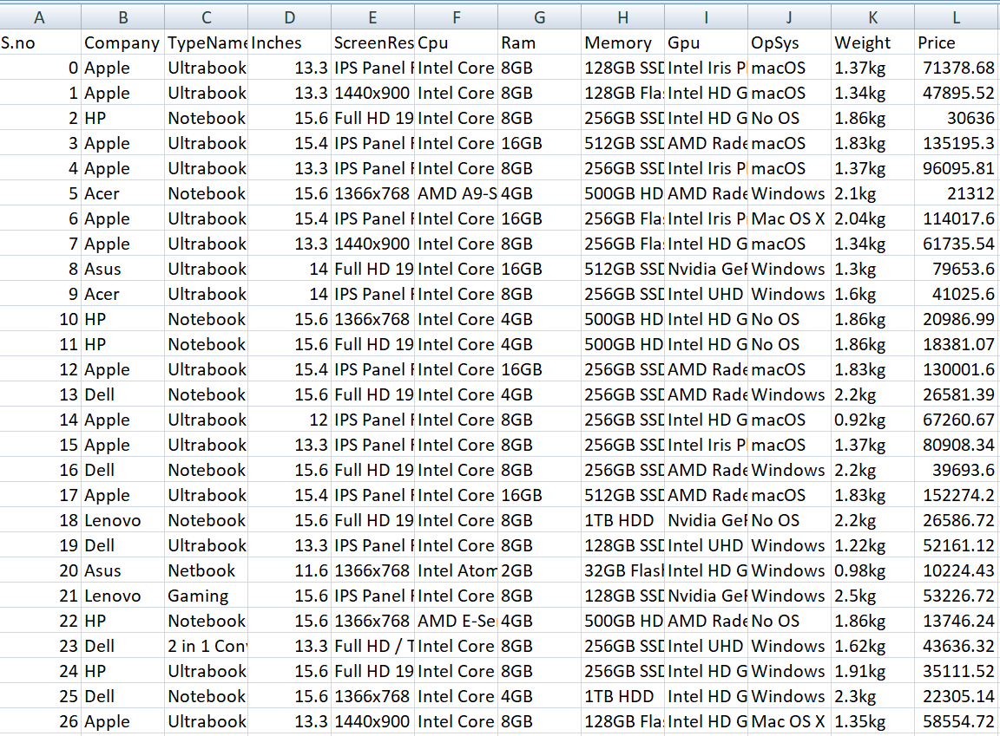 A B C D E F G H I J K L
S.no Company TypeName Inches ScreenRes Cpu Ram Memory Gpu OpSys Weight Price
0 Apple Ultrabook 13.3 IPS Panel Intel Core 8GB 128GB SSD Intel Iris macOS 1.37kg 71378.68
1 Apple Ultrabook 13.3 1440x900 Intel Core 8GB 128GB Flas Intel HD G macOS 1.34kg 47895.52
2 HP Notebook 15.6 Full HD 19 Intel Core 8GB 256GB SSD Intel HD G No OS 1.86kg 30636
3 Apple Ultrabook 15.4 IPS Panel Intel Core 16GB 512GB SSD AMD Rade macOS 1.83kg 135195.3
4 Apple Ultrabook 13.3 IPS Panel Intel Core 8GB 256GB SSD Intel Iris macOS 1.37kg 96095.81
5 Acer Notebook 15.6 1366x768 AMD A9-S 4GB 500GB HD AMD Rade Windows 2.1kg 21312
6 Apple Ultrabook 15.4 IPS Panel Intel Core 16GB 256GB Flas Intel Iris Mac OS X 2.04kg 114017.6
7 Apple Ultrabook 13.3 1440x900 Intel Core 8GB 256GB Flas Intel HD G macOS 1.34kg 61735.54
8 Asus Ultrabook 14 Full HD 19 Intel Core 16GB 512GB SSD Nvidia GeF Windows 1.3kg 79653.6
9 Acer Ultrabook 14 IPS Panel Intel Core 8GB 256GB SSD Intel UHD Windows 1.6kg 41025.6
10 HP Notebook 15.6 1366x768 Intel Core 4GB 500GB HD Intel HD G No OS 1.86kg 20986.99
11 HP Notebook 15.6 Full HD 19 Intel Core 4GB 500GB HD Intel HD G No OS 1.86kg 18381.07
12 Apple Ultrabook 15.4 IPS Panel Intel Core 16GB 256GB SSD AMD Rade macOS 1.83kg 130001.6
13 Dell Notebook 15.6 Full HD 19 Intel Core 4GB 256GB SSD AMD Rade Windows 2.2kg 26581.39
14 Apple Ultrabook 12 IPS Panel Intel Core 8GB 256GB SSD Intel HD G macOS 0.92kg 67260.67
15 Apple Ultrabook 13.3 IPS Panel Intel Core 8GB 256GB SSD Intel Iris macOS 1.37kg 80908.34
16 Dell Notebook 15.6 Full HD 19 Intel Core 8GB 256GB SSD AMD Rade Windows 2.2kg 39693.6
17 Apple Ultrabook 15.4 IPS Panel Intel Core 16GB 512GB SSD AMD Rade macOS 1.83kg 152274.2
18 Lenovo Notebook 15.6 Full HD 19 Intel Core 8GB 1TB HDD Nvidia GeF No OS 2.2kg 26586.72
19 Dell Ultrabook 13.3 IPS Panel Intel Core 8GB 128GB SSD Intel UHD Windows 1.22kg 52161.12
20 Asus Netbook 11.6 1366x768 Intel Atom 2GB 32GB Flash Intel HD G Windows 0.98kg 10224.43
21 Lenovo Gaming 15.6 IPS Panel Intel Core 8GB 128GB SSD Nvidia GeF Windows 2.5kg 53226.72
22 HP Notebook 15.6 1366x768 AMD E-Se 4GB 500GB HD AMD Rade No OS 1.86kg 13746.24
23 Dell 2 in 1 Conv 13.3 Full HD / T Intel Core 8GB 256GB SSD Intel UHD Windows 1.62kg 43636.32
24 HP Ultrabook 15.6 Full HD 19 Intel Core 8GB 256GB SSD Intel HD G Windows 1.91kg 35111.52
25 Dell Notebook 15.6 1366x768 Intel Core 4GB 1TB HDD Intel HD G Windows 2.3kg 22305.14
26 Apple Ultrabook 13.3 1440x900 Intel Core 8GB 128GB Flas Intel HD G Mac OS X 1.35kg 58554.72